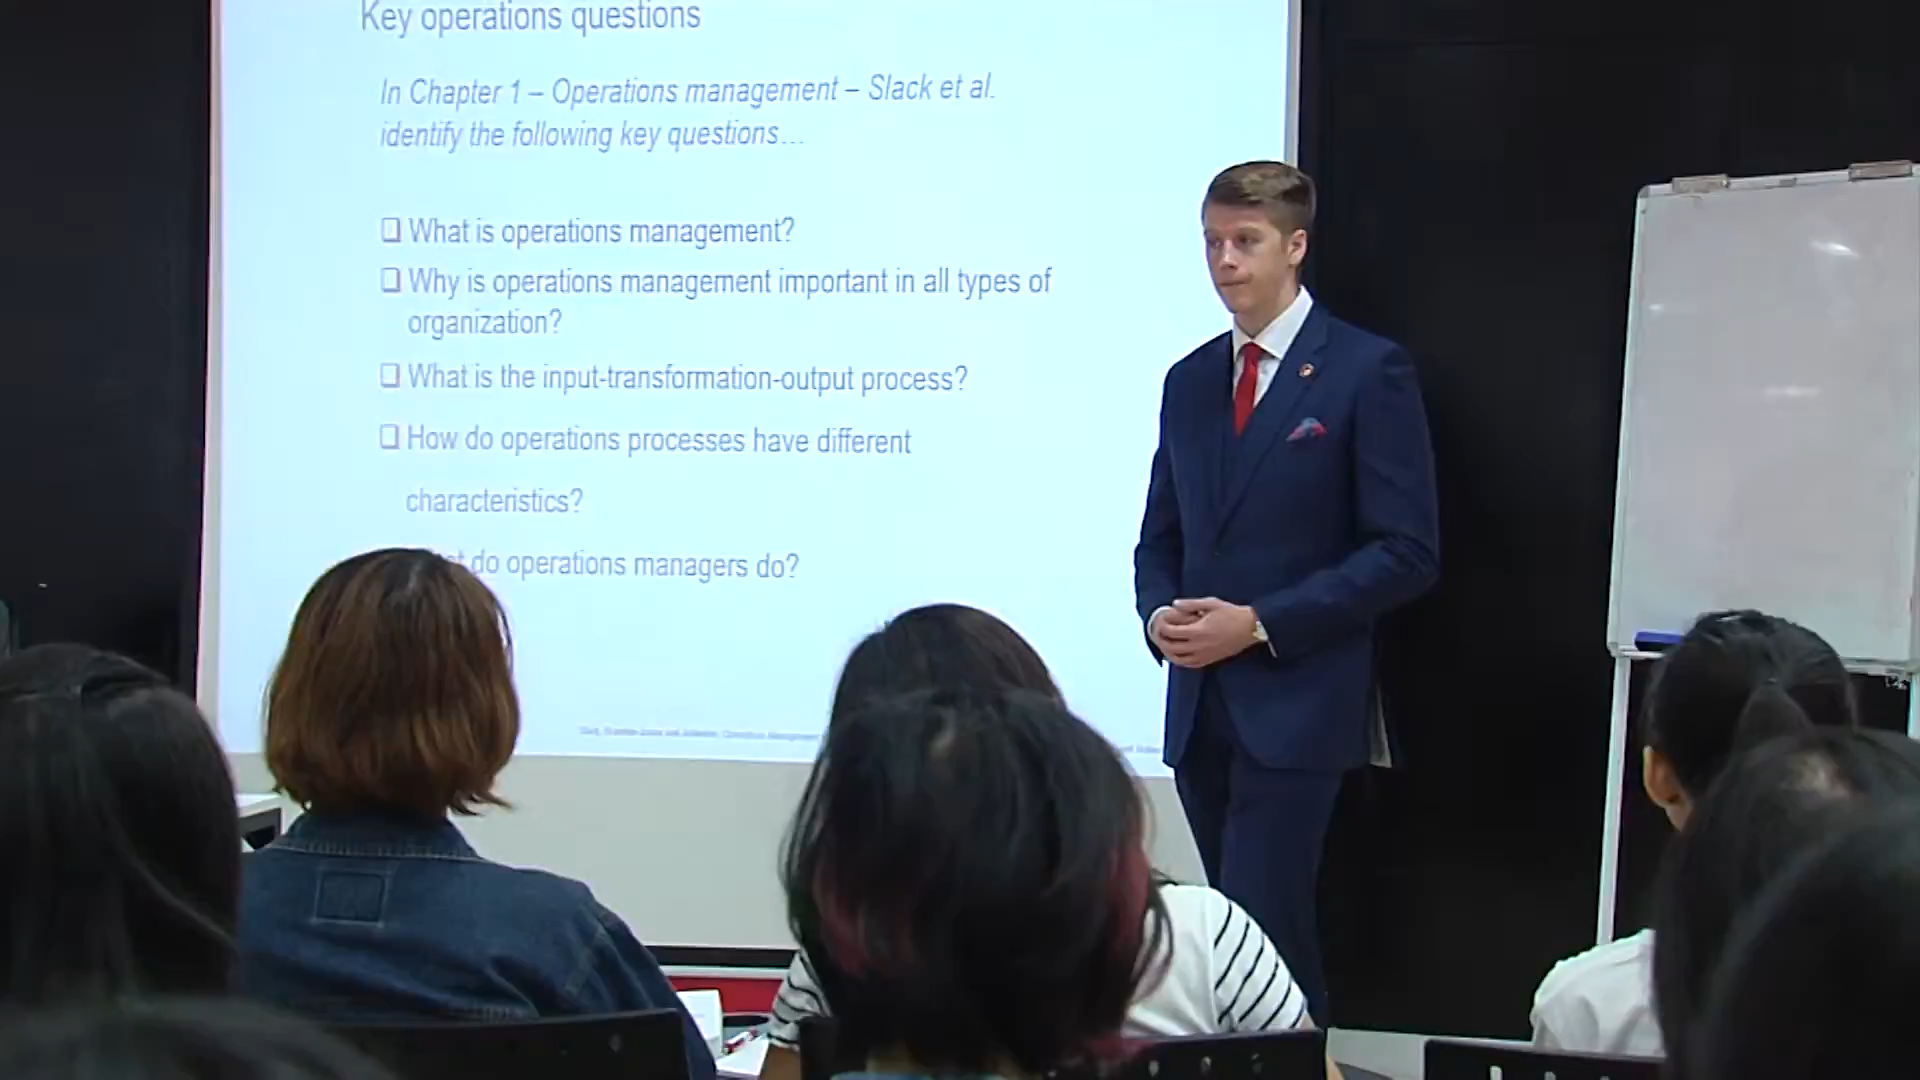 Key operations questions
In Chapter 1 – Operations management – Slack et al.
identify the following key questions…
❑ What is operations management?
❑ Why is operations management important in all types of
organization?
❑ What is the input-transformation-output process?
❑ How do operations processes have different
characteristics?
do operations managers do?